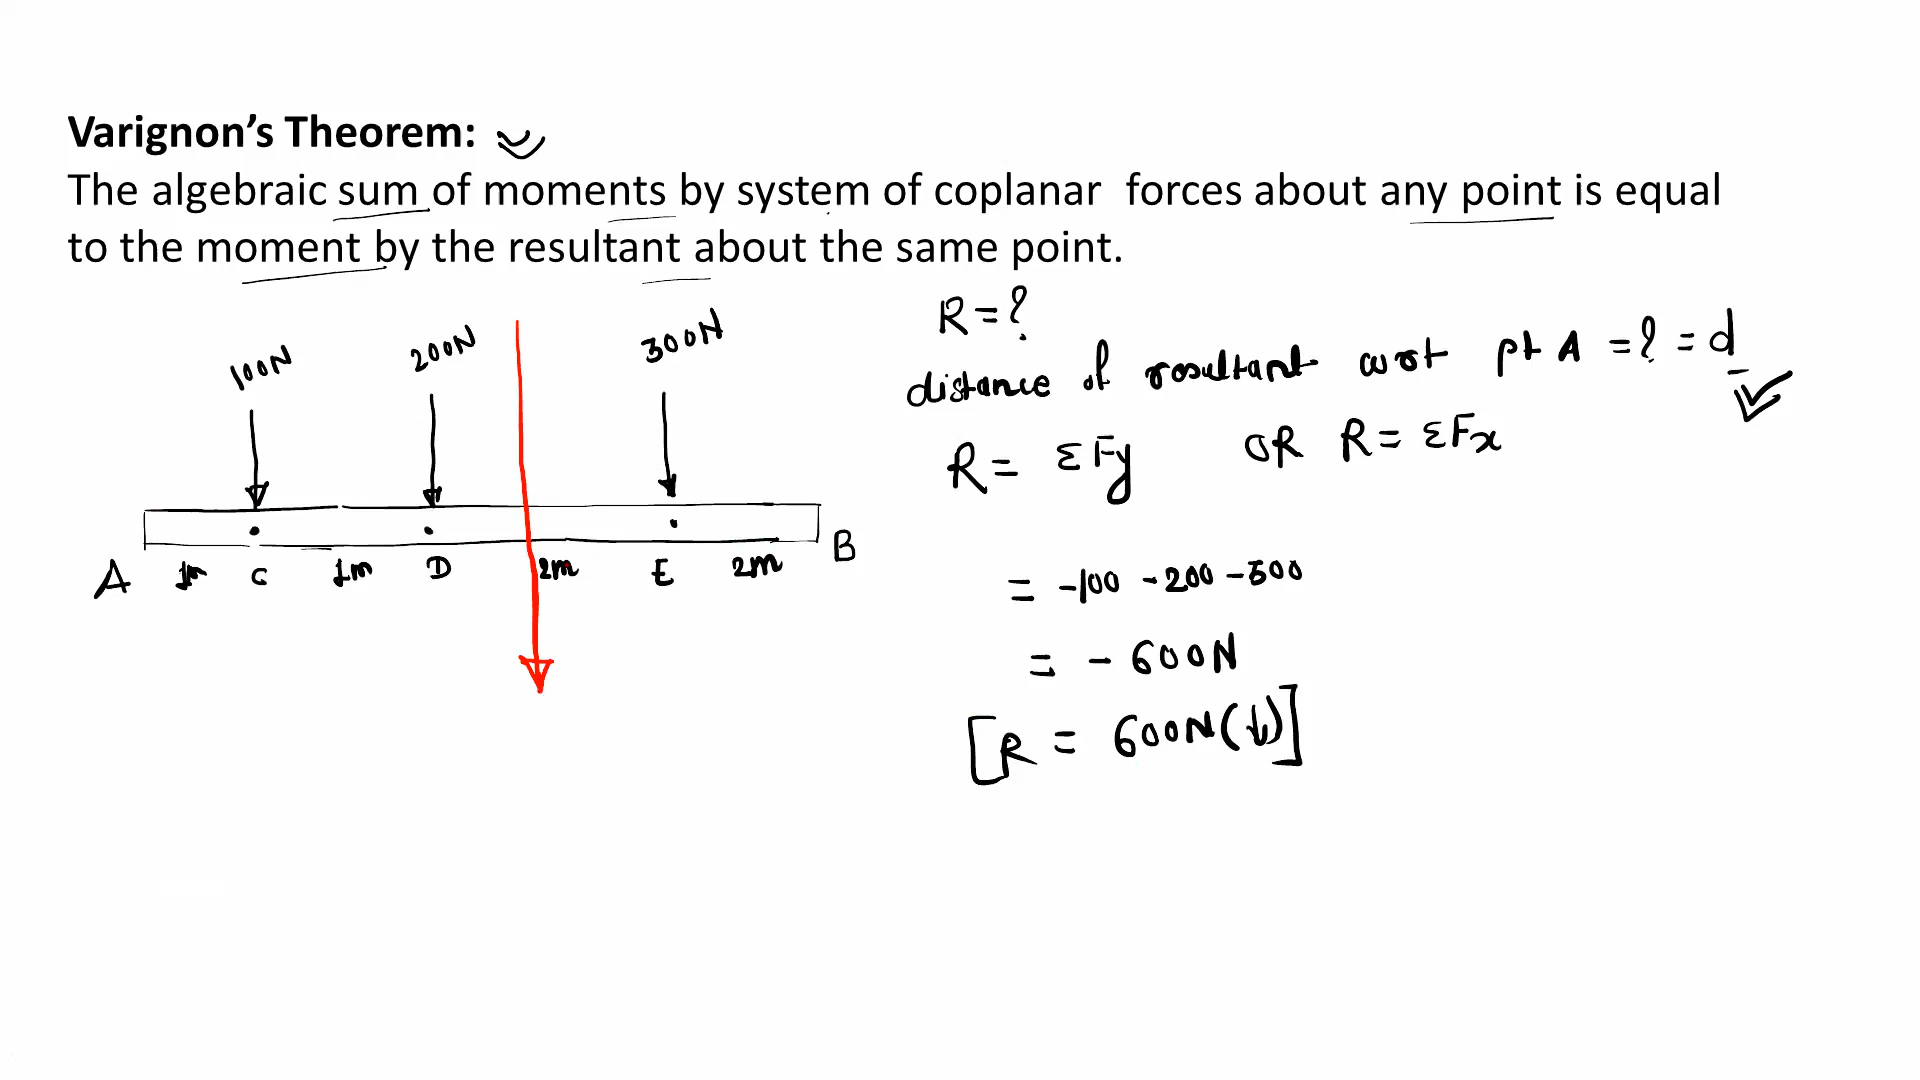 Varignon's Theorem:
The algebraic sum of moments by system of coplanar forces about any point is equal
to the moment by the resultant about the same point.
R = ?
distance of resultant wrt pt A = ? = d
R = ΣFy OR R = ΣFx
= -100 -200 -300
= - 600N
[R = 600N(↓)]
100N 200N 300N
A 1m C 1m D 2m E 2m B